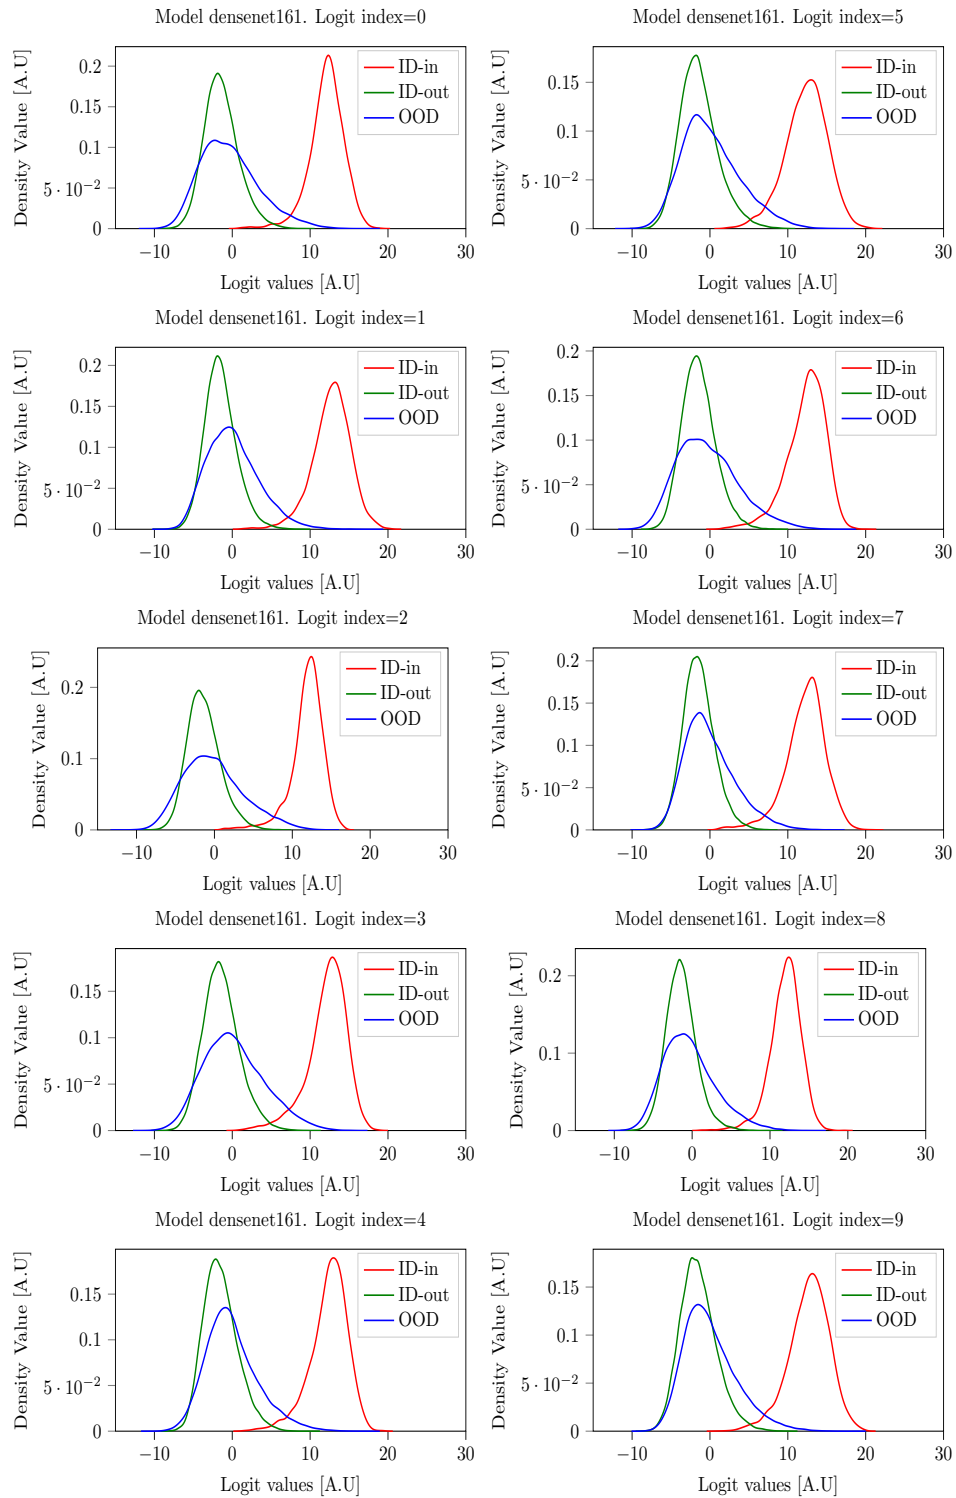 Model densenet161. Logit index=0
Density Value [A.U]
0.2
0.15
0.1
5 · 10⁻²
0
−10 0 10 20 30
Logit values [A.U]
ID-in
ID-out
OOD
Model densenet161. Logit index=5
Density Value [A.U]
0.15
0.1
5 · 10⁻²
0
−10 0 10 20 30
Logit values [A.U]
ID-in
ID-out
OOD
Model densenet161. Logit index=1
Density Value [A.U]
0.2
0.15
0.1
5 · 10⁻²
0
−10 0 10 20 30
Logit values [A.U]
ID-in
ID-out
OOD
Model densenet161. Logit index=6
Density Value [A.U]
0.2
0.15
0.1
5 · 10⁻²
0
−10 0 10 20 30
Logit values [A.U]
ID-in
ID-out
OOD
Model densenet161. Logit index=2
Density Value [A.U]
0.2
0.1
0
−10 0 10 20 30
Logit values [A.U]
ID-in
ID-out
OOD
Model densenet161. Logit index=7
Density Value [A.U]
0.2
0.15
0.1
5 · 10⁻²
0
−10 0 10 20 30
Logit values [A.U]
ID-in
ID-out
OOD
Model densenet161. Logit index=3
Density Value [A.U]
0.15
0.1
5 · 10⁻²
0
−10 0 10 20 30
Logit values [A.U]
ID-in
ID-out
OOD
Model densenet161. Logit index=8
Density Value [A.U]
0.2
0.1
0
−10 0 10 20 30
Logit values [A.U]
ID-in
ID-out
OOD
Model densenet161. Logit index=4
Density Value [A.U]
0.15
0.1
5 · 10⁻²
0
−10 0 10 20 30
Logit values [A.U]
ID-in
ID-out
OOD
Model densenet161. Logit index=9
Density Value [A.U]
0.15
0.1
5 · 10⁻²
0
−10 0 10 20 30
Logit values [A.U]
ID-in
ID-out
OOD